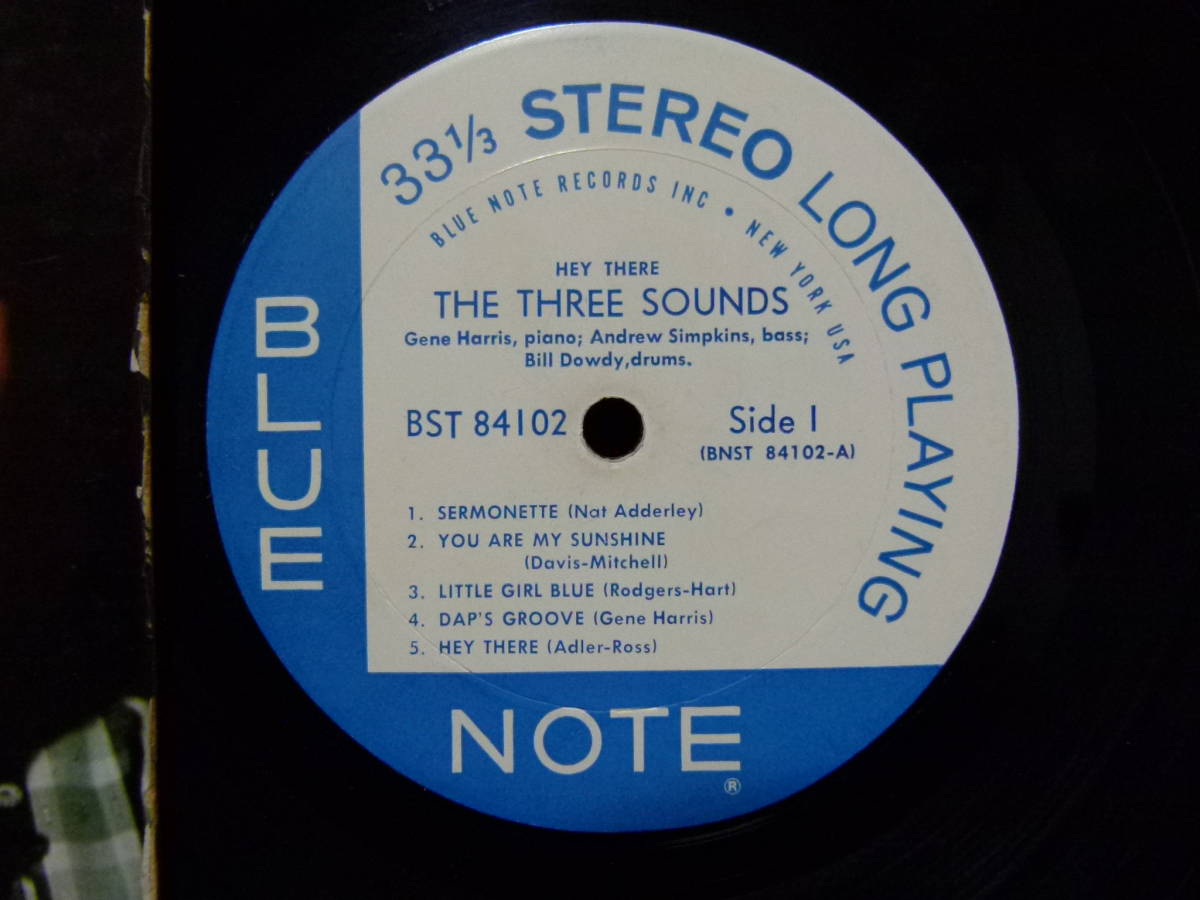 33⅓ STEREO LONG PLAYING
BLUE NOTE RECORDS INC • NEW YORK USA
HEY THERE
THE THREE SOUNDS
Gene Harris, piano; Andrew Simpkins, bass;
Bill Dowdy,drums.
BST 84102
Side 1
(BNST 84102-A)
1. SERMONETTE (Nat Adderley)
2. YOU ARE MY SUNSHINE
(Davis-Mitchell)
3. LITTLE GIRL BLUE (Rodgers-Hart)
4. DAP'S GROOVE (Gene Harris)
5. HEY THERE (Adler-Ross)
BLUE
NOTE
®